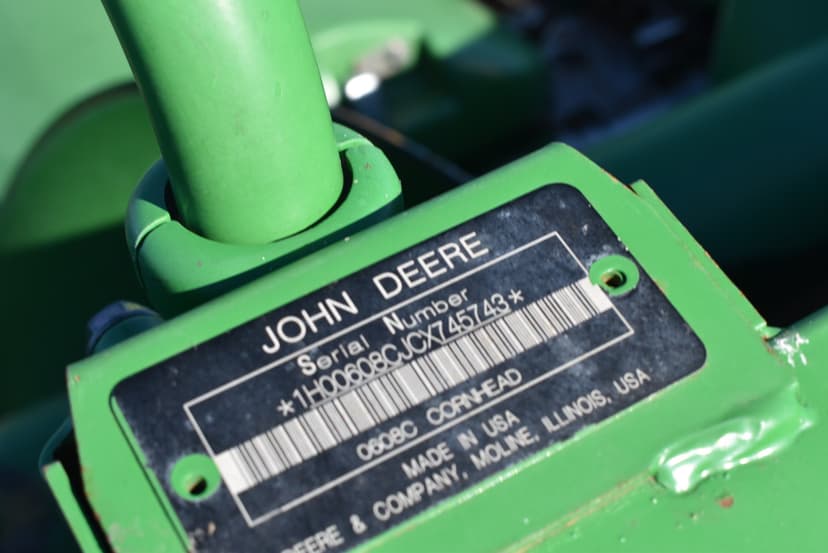 JOHN DEERE
Serial Number
*1H00608CJCX745743*
0608C CORNHEAD
MADE IN USA
DEERE & COMPANY, MOLINE, ILLINOIS, USA